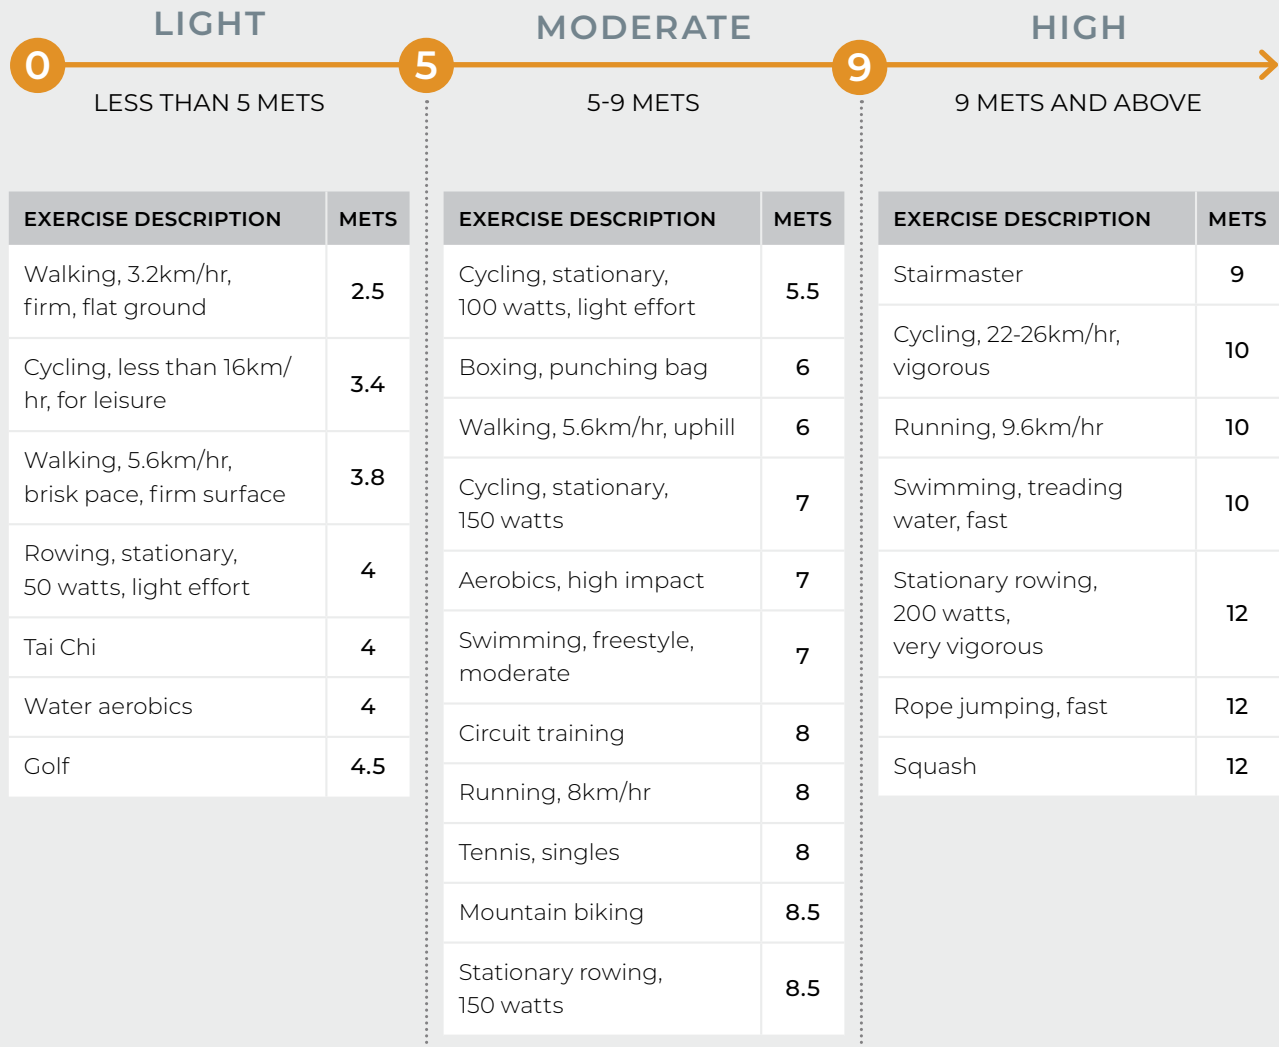 LIGHT
MODERATE
HIGH
0
5
9
LESS THAN 5 METS
5-9 METS
9 METS AND ABOVE
EXERCISE DESCRIPTION METS
Walking, 3.2km/hr,
firm, flat ground
2.5
Cycling, less than 16km/
hr, for leisure
3.4
Walking, 5.6km/hr,
brisk pace, firm surface
3.8
Rowing, stationary,
50 watts, light effort
4
Tai Chi 4
Water aerobics 4
Golf 4.5
EXERCISE DESCRIPTION METS
Cycling, stationary,
100 watts, light effort
5.5
Boxing, punching bag 6
Walking, 5.6km/hr, uphill 6
Cycling, stationary,
150 watts
7
Aerobics, high impact 7
Swimming, freestyle,
moderate
7
Circuit training 8
Running, 8km/hr 8
Tennis, singles 8
Mountain biking 8.5
Stationary rowing,
150 watts
8.5
EXERCISE DESCRIPTION METS
Stairmaster 9
Cycling, 22-26km/hr,
vigorous
10
Running, 9.6km/hr 10
Swimming, treading
water, fast
10
Stationary rowing,
200 watts,
very vigorous
12
Rope jumping, fast 12
Squash 12